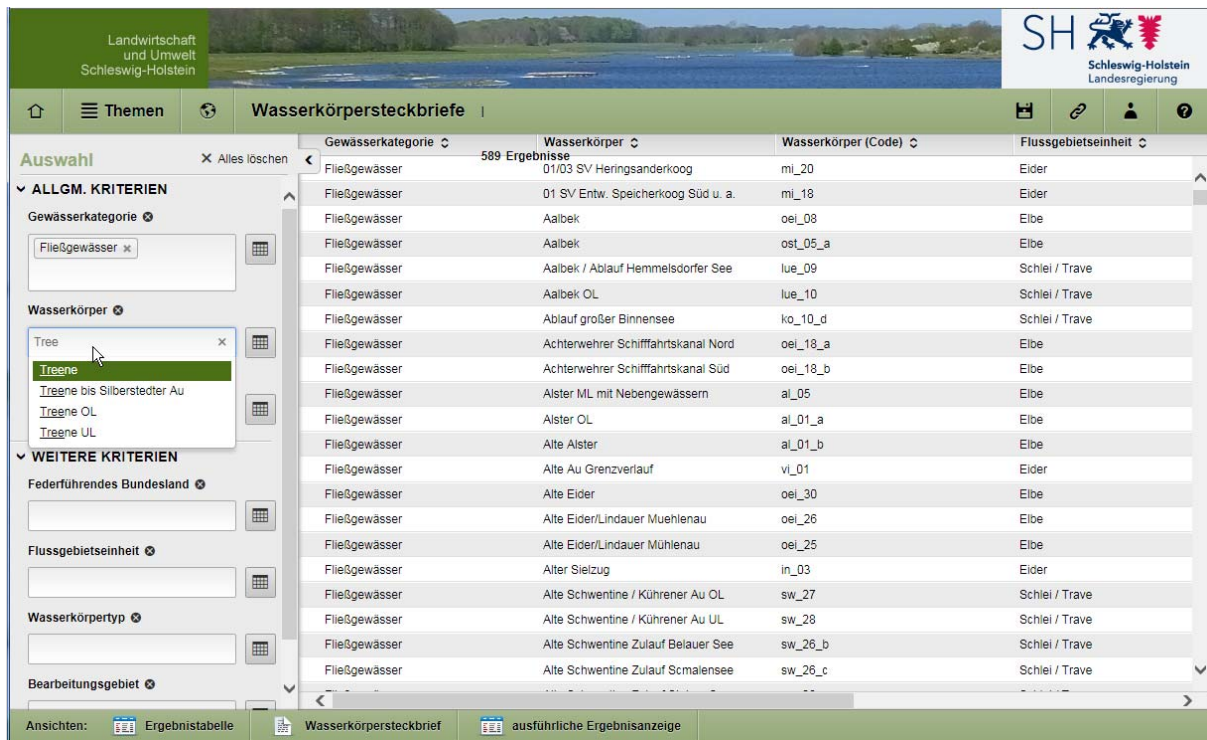 Landwirtschaft
und Umwelt
Schleswig-Holstein
SH
Schleswig-Holstein
Landesregierung
Themen
Wasserkörpersteckbriefe
Auswahl
Alles löschen
ALLGM. KRITERIEN
Gewässerkategorie
Fließgewässer
Wasserkörper
Tree
Treene
Treene bis Silberstedter Au
Treene OL
Treene UL
WEITERE KRITERIEN
Federführendes Bundesland
Flussgebietseinheit
Wasserkörpertyp
Bearbeitungsgebiet
Gewässerkategorie Wasserkörper Wasserkörper (Code) Flussgebietseinheit
589 Ergebnisse
Fließgewässer 01/03 SV Heringsanderkoog mi_20 Eider
Fließgewässer 01 SV Entw. Speicherkoog Süd u. a. mi_18 Eider
Fließgewässer Aalbek oei_08 Elbe
Fließgewässer Aalbek ost_05_a Elbe
Fließgewässer Aalbek / Ablauf Hemmelsdorfer See lue_09 Schlei / Trave
Fließgewässer Aalbek OL lue_10 Schlei / Trave
Fließgewässer Ablauf großer Binnensee ko_10_d Schlei / Trave
Fließgewässer Achterwehrer Schifffahrtskanal Nord oei_18_a Elbe
Fließgewässer Achterwehrer Schifffahrtskanal Süd oei_18_b Elbe
Fließgewässer Alster ML mit Nebengewässern al_05 Elbe
Fließgewässer Alster OL al_01_a Elbe
Fließgewässer Alte Alster al_01_b Elbe
Fließgewässer Alte Au Grenzverlauf vi_01 Eider
Fließgewässer Alte Eider oei_30 Elbe
Fließgewässer Alte Eider/Lindauer Muehlenau oei_26 Elbe
Fließgewässer Alte Eider/Lindauer Mühlenau oei_25 Elbe
Fließgewässer Alter Sielzug in_03 Eider
Fließgewässer Alte Schwentine / Kührener Au OL sw_27 Schlei / Trave
Fließgewässer Alte Schwentine / Kührener Au UL sw_28 Schlei / Trave
Fließgewässer Alte Schwentine Zulauf Belauer See sw_26_b Schlei / Trave
Fließgewässer Alte Schwentine Zulauf Scmalensee sw_26_c Schlei / Trave
Ansichten: Ergebnistabelle Wasserkörpersteckbrief ausführliche Ergebnisanzeige